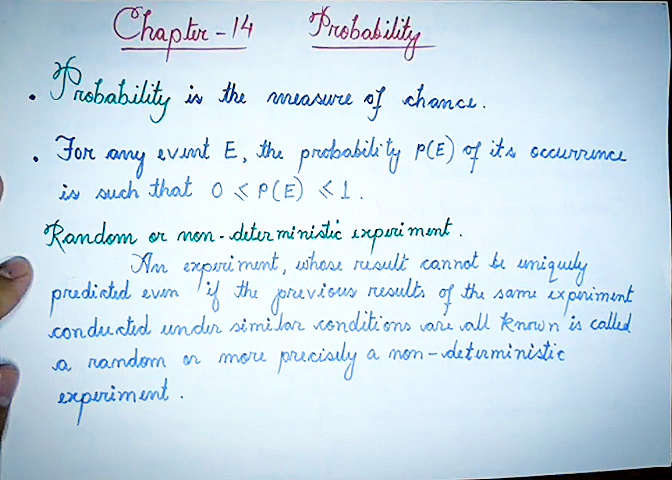 Chapter - 14 Probability
• Probability is the measure of chance.
• For any event E, the probability P(E) of its occurrence
is such that 0 ⩽ P(E) ⩽ 1.
Random or non-deterministic experiment.
An experiment, whose result cannot be uniquely
predicted even if the previous results of the same experiment
conducted under similar conditions are all known is called
a random or more precisely a non-deterministic
experiment.